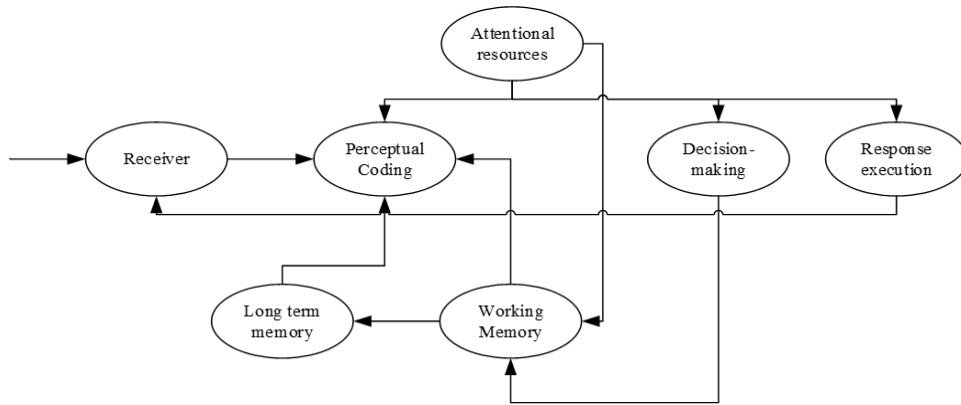 Attentional
resources
Receiver
Perceptual
Coding
Decision-
making
Response
execution
Long term
memory
Working
Memory